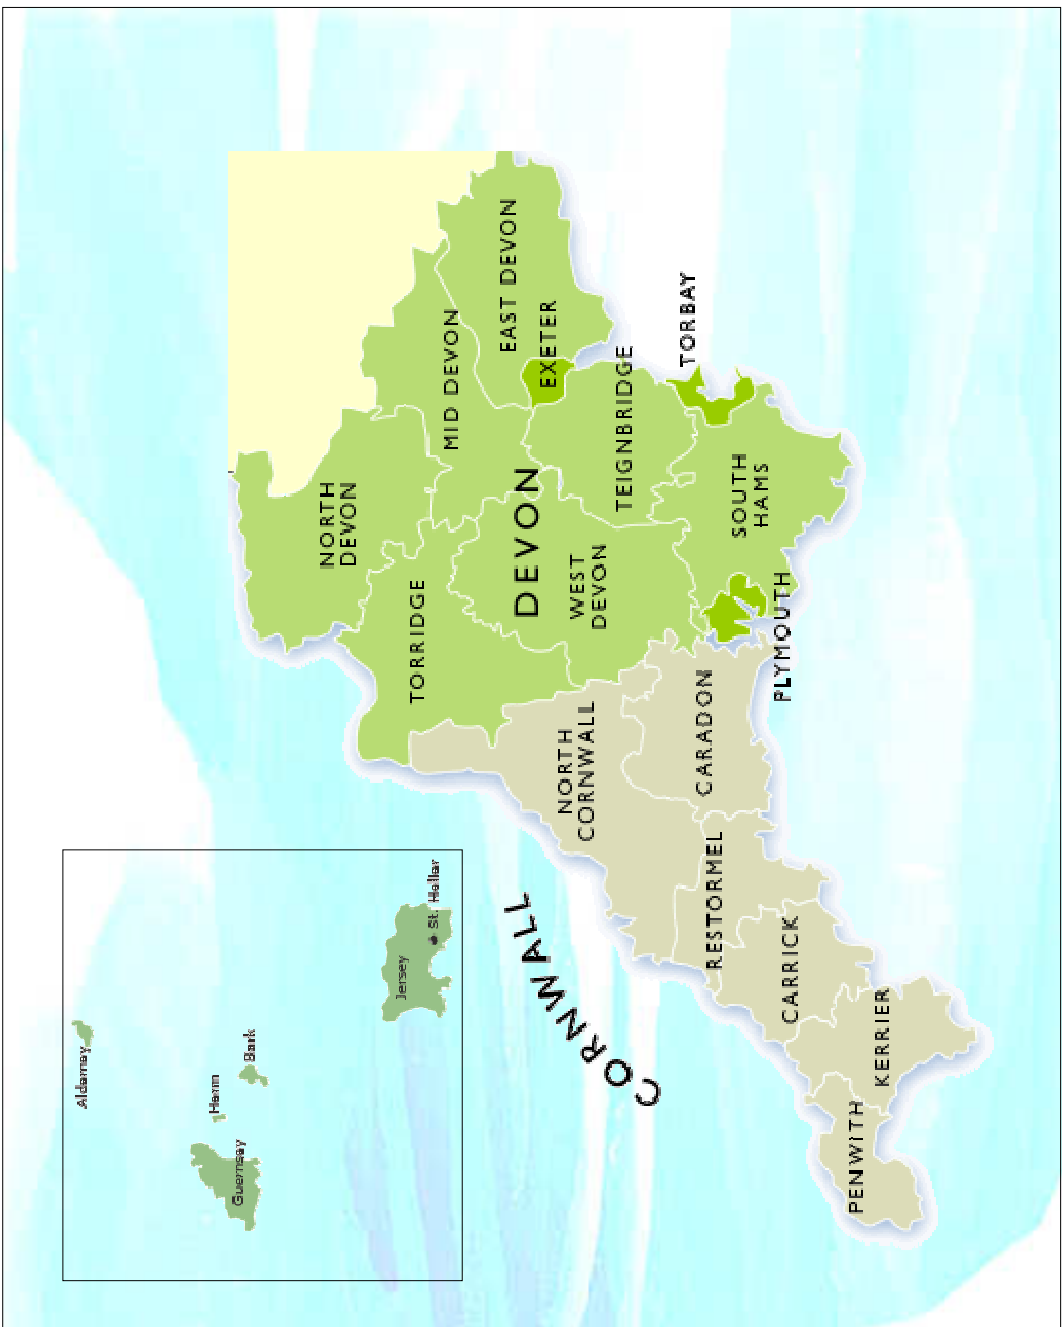 Alderney
Herm
Sark
Guernsey
Jersey
St. Helier
CORNWALL
NORTH
DEVON
TORRIDGE
MID DEVON
EAST DEVON
EXETER
DEVON
WEST
DEVON
TEIGNBRIDGE
TORBAY
SOUTH
HAMS
PLYMOUTH
NORTH
CORNWALL
CARADON
RESTORMEL
CARRICK
KERRIER
PENWITH